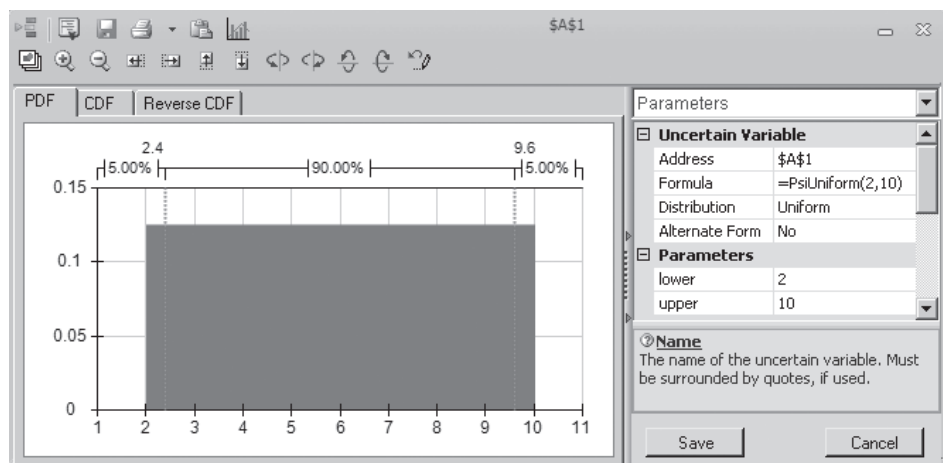 $A$1
PDF CDF Reverse CDF
2.4 9.6
5.00% 90.00% 5.00%
0.15
0.1
0.05
0
1 2 3 4 5 6 7 8 9 10 11
Parameters
Uncertain Variable
Address $A$1
Formula =PsiUniform(2,10)
Distribution Uniform
Alternate Form No
Parameters
lower 2
upper 10
Name
The name of the uncertain variable. Must
be surrounded by quotes, if used.
Save Cancel